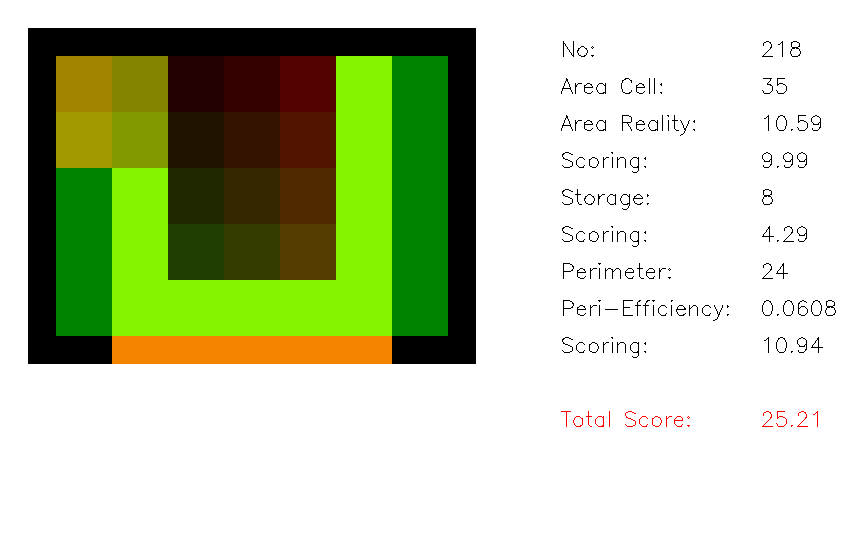 No: 218
Area Cell: 35
Area Reality: 10.59
Scoring: 9.99
Storage: 8
Scoring: 4.29
Perimeter: 24
Peri-Efficiency: 0.0608
Scoring: 10.94
Total Score: 25.21